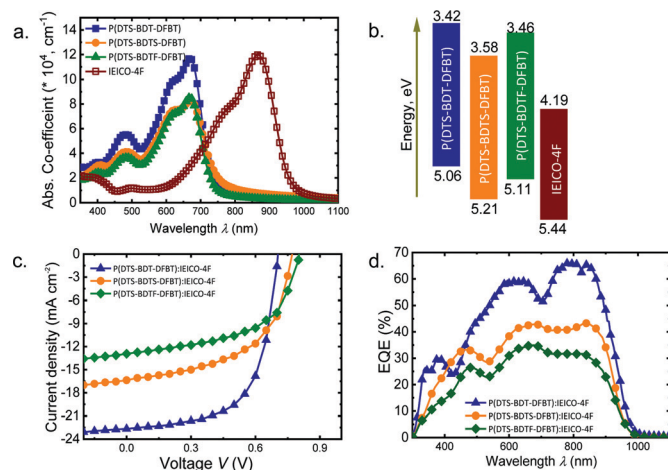 a.
P(DTS-BDT-DFBT)
P(DTS-BDTS-DFBT)
P(DTS-BDTF-DFBT)
IEICO-4F
Abs. Co-efficeint (* 10⁴, cm⁻¹)
14
12
10
8
6
4
2
0
400 500 600 700 800 900 1000 1100
Wavelength λ (nm)
b.
Energy, eV
3.42
P(DTS-BDT-DFBT)
5.06
3.58
P(DTS-BDTS-DFBT)
5.21
3.46
P(DTS-BDTF-DFBT)
5.11
4.19
IEICO-4F
5.44
c.
P(DTS-BDT-DFBT):IEICO-4F
P(DTS-BDTS-DFBT):IEICO-4F
P(DTS-BDTF-DFBT):IEICO-4F
Current density (mA cm⁻²)
0
-3
-6
-9
-12
-15
-18
-21
-24
0.0 0.3 0.6 0.9
Voltage V (V)
d.
EQE (%)
70
60
50
40
30
20
10
0
P(DTS-BDT-DFBT):IEICO-4F
P(DTS-BDTS-DFBT):IEICO-4F
P(DTS-BDTF-DFBT):IEICO-4F
400 600 800 1000
Wavelength λ (nm)